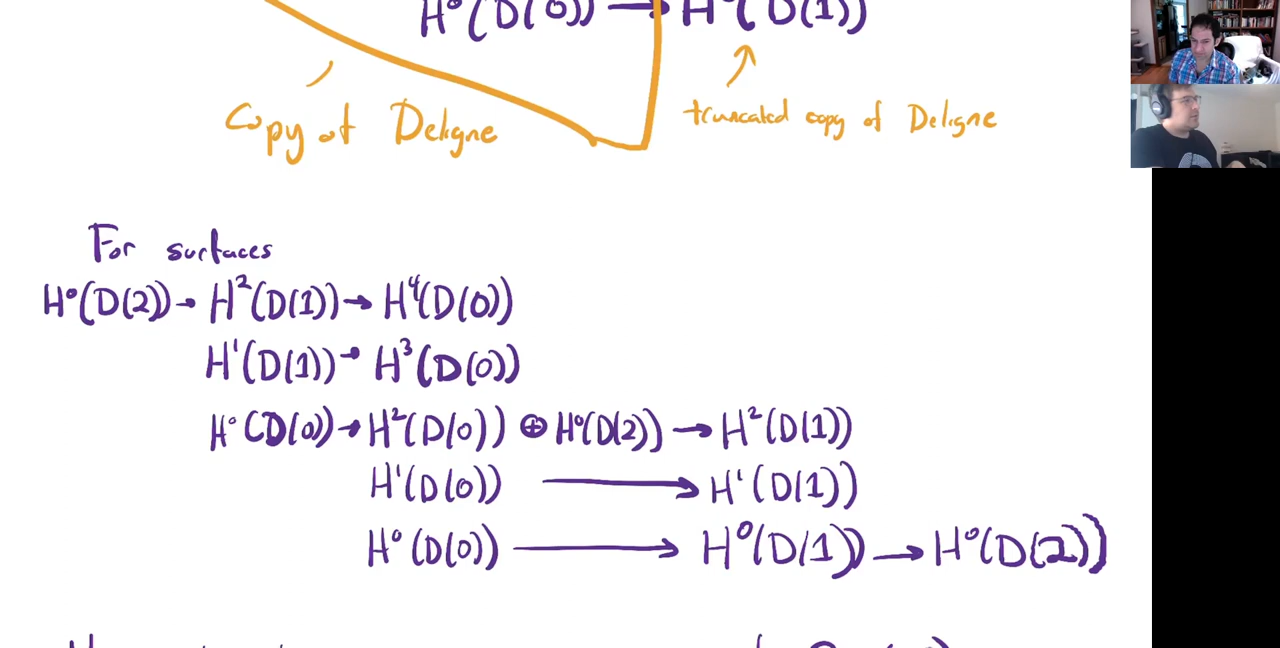 H⁰(D(0)) → H⁰(D(1))
Copy of Deligne
truncated copy of Deligne
For surfaces
H⁰(D(2)) → H²(D(1)) → H⁴(D(0))
H¹(D(1)) → H³(D(0))
H⁰(D(0)) → H²(D(0)) ⊕ H⁰(D(2)) → H²(D(1))
H¹(D(0)) → H¹(D(1))
H⁰(D(0)) → H⁰(D(1)) → H⁰(D(2))